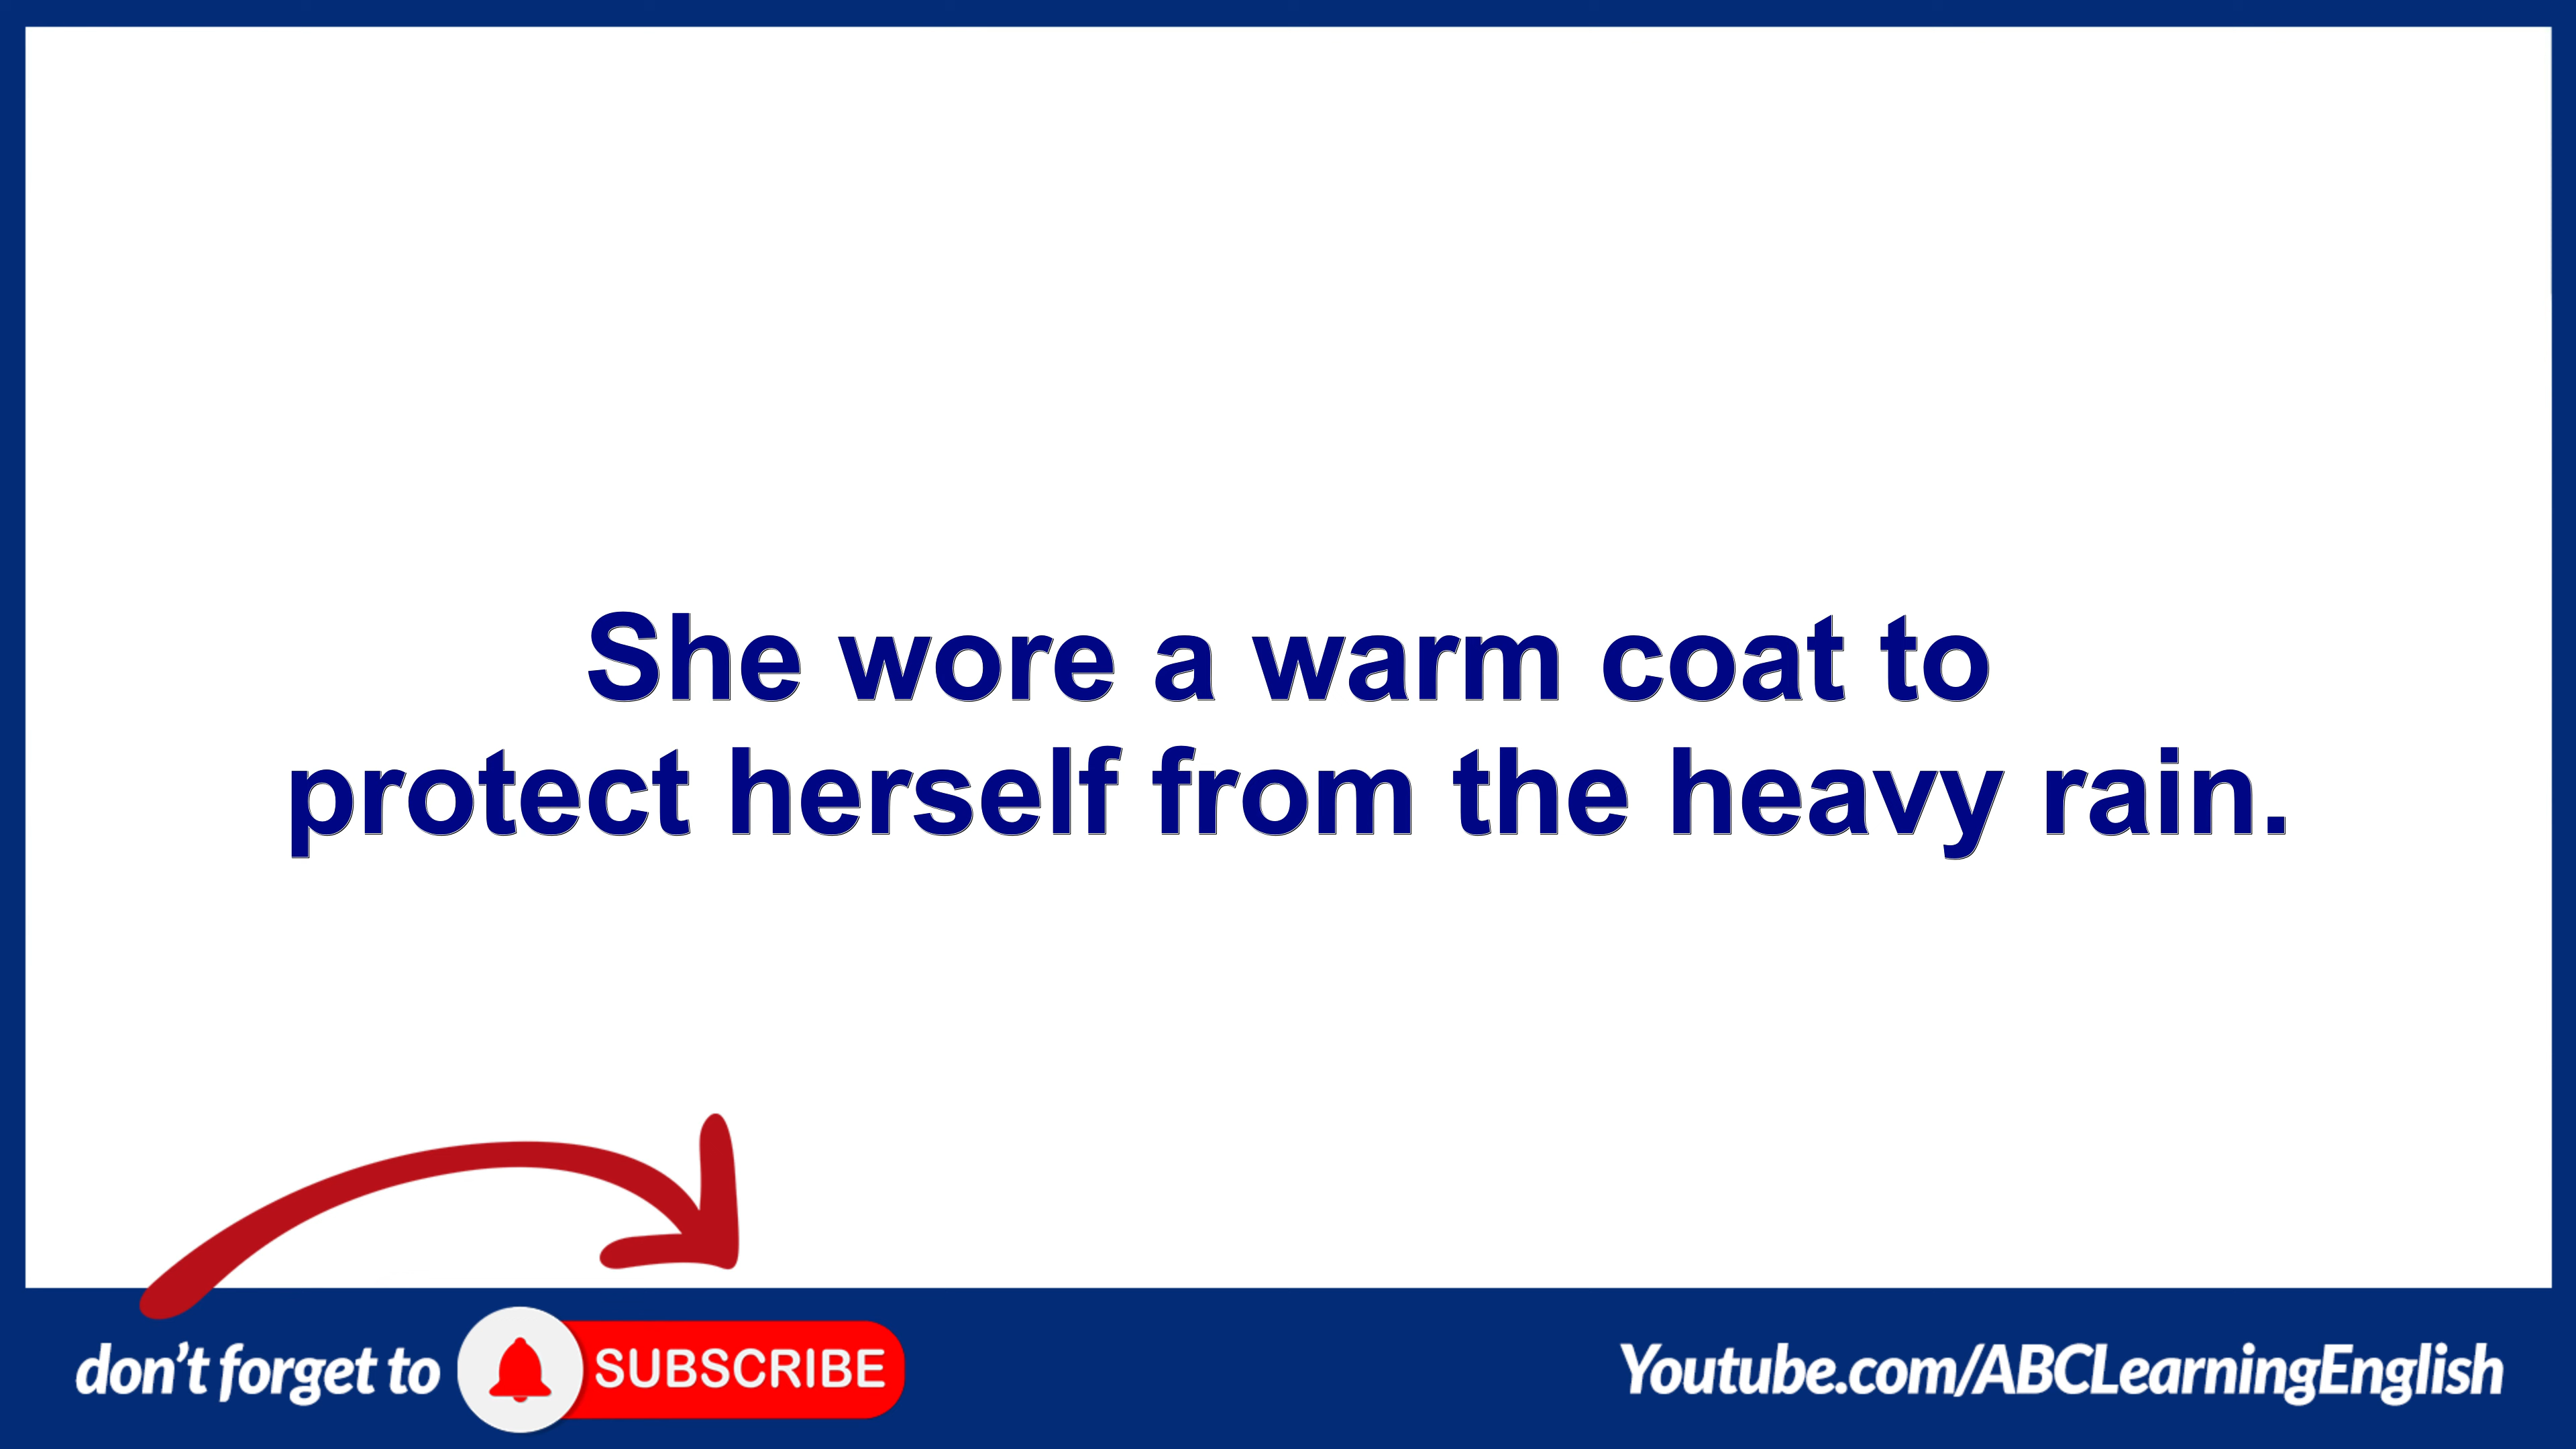 She wore a warm coat to
protect herself from the heavy rain.
don't forget to SUBSCRIBE
Youtube.com/ABCLearningEnglish